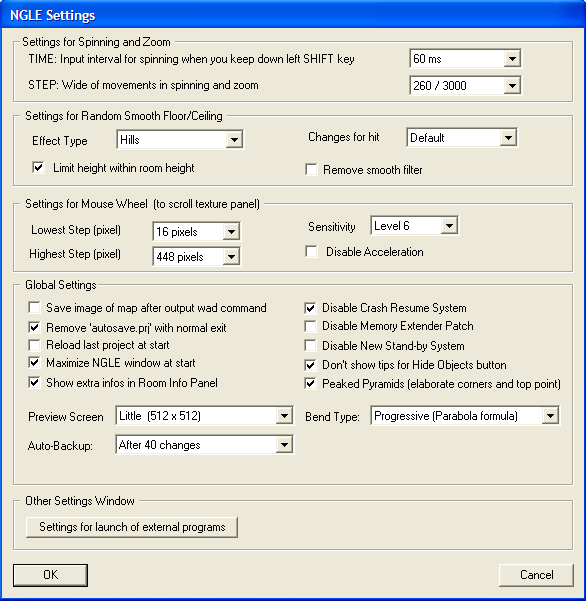 NGLE Settings
Settings for Spinning and Zoom
TIME: Input interval for spinning when you keep down left SHIFT key
60 ms
STEP: Wide of movements in spinning and zoom
260 / 3000
Settings for Random Smooth Floor/Ceiling
Effect Type
Hills
Changes for hit
Default
Limit height within room height
Remove smooth filter
Settings for Mouse Wheel (to scroll texture panel)
Lowest Step (pixel)
16 pixels
Sensitivity
Level 6
Highest Step (pixel)
448 pixels
Disable Acceleration
Global Settings
Save image of map after output wad command
Remove 'autosave.prj' with normal exit
Reload last project at start
Maximize NGLE window at start
Show extra infos in Room Info Panel
Disable Crash Resume System
Disable Memory Extender Patch
Disable New Stand-by System
Don't show tips for Hide Objects button
Peaked Pyramids (elaborate corners and top point)
Preview Screen
Little (512 x 512)
Bend Type:
Progressive (Parabola formula)
Auto-Backup:
After 40 changes
Other Settings Window
Settings for launch of external programs
OK
Cancel